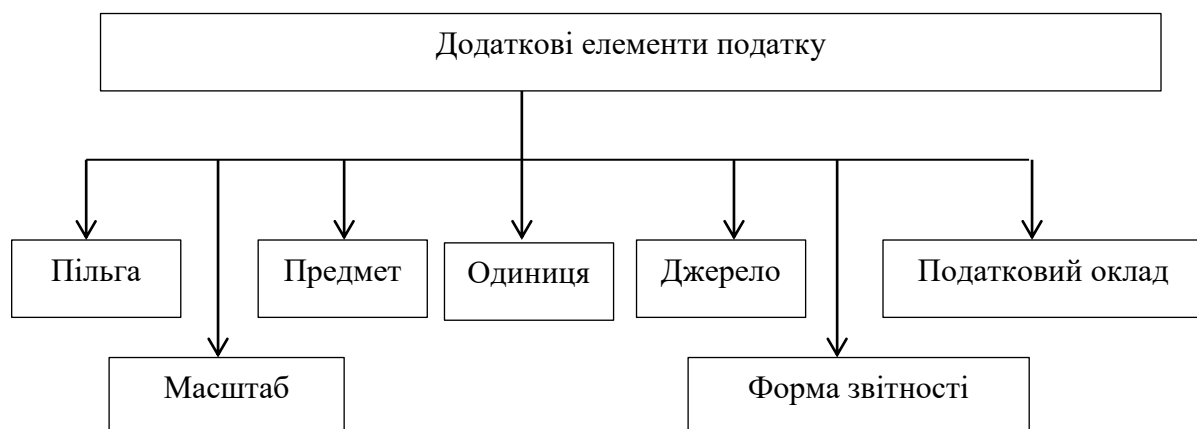 Додаткові елементи податку
Пільга
Предмет
Одиниця
Джерело
Податковий оклад
Масштаб
Форма звітності